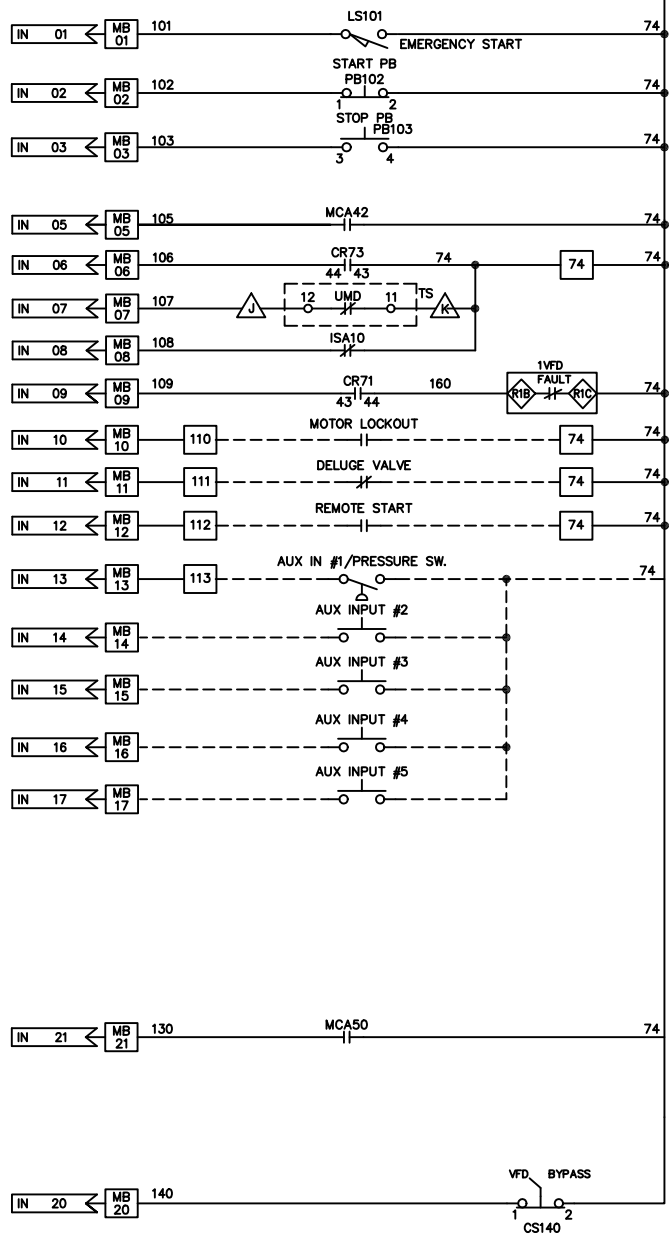 LS101
IN 01 MB 01 101 74
EMERGENCY START
START PB
PB102
IN 02 MB 02 102 74
1 2
STOP PB
PB103
IN 03 MB 03 103 74
3 4
MCA42
IN 05 MB 05 105 74
CR73
IN 06 MB 06 106 74 74 74
44 43
IN 07 MB 07 107 J 12 UMD 11 TS K
ISA10
IN 08 MB 08 108
1VFD
FAULT
CR71
IN 09 MB 09 109 160 R1B R1C 74
43 44
MOTOR LOCKOUT
IN 10 MB 10 110 74 74
DELUGE VALVE
IN 11 MB 11 111 74 74
REMOTE START
IN 12 MB 12 112 74 74
AUX IN #1/PRESSURE SW.
IN 13 MB 13 113 74
AUX INPUT #2
IN 14 MB 14
AUX INPUT #3
IN 15 MB 15
AUX INPUT #4
IN 16 MB 16
AUX INPUT #5
IN 17 MB 17
MCA50
IN 21 MB 21 130 74
VFD BYPASS
IN 20 MB 20 140
1 2
CS140